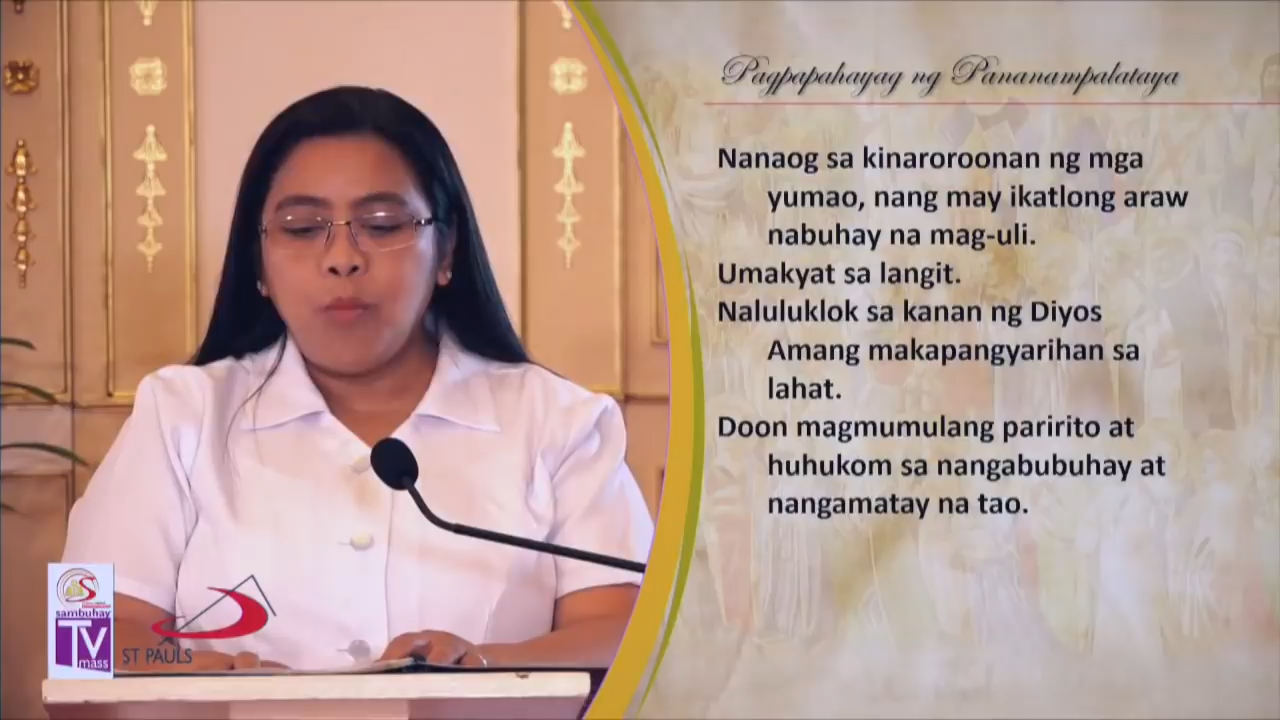 Pagpapahayag ng Pananampalataya
Nanaog sa kinaroroonan ng mga
yumao, nang may ikatlong araw
nabuhay na mag-uli.
Umakyat sa langit.
Naluluklok sa kanan ng Diyos
Amang makapangyarihan sa
lahat.
Doon magmumulang paririto at
huhukom sa nangabubuhay at
nangamatay na tao.
sambuhay
TV
mass
ST PAULS